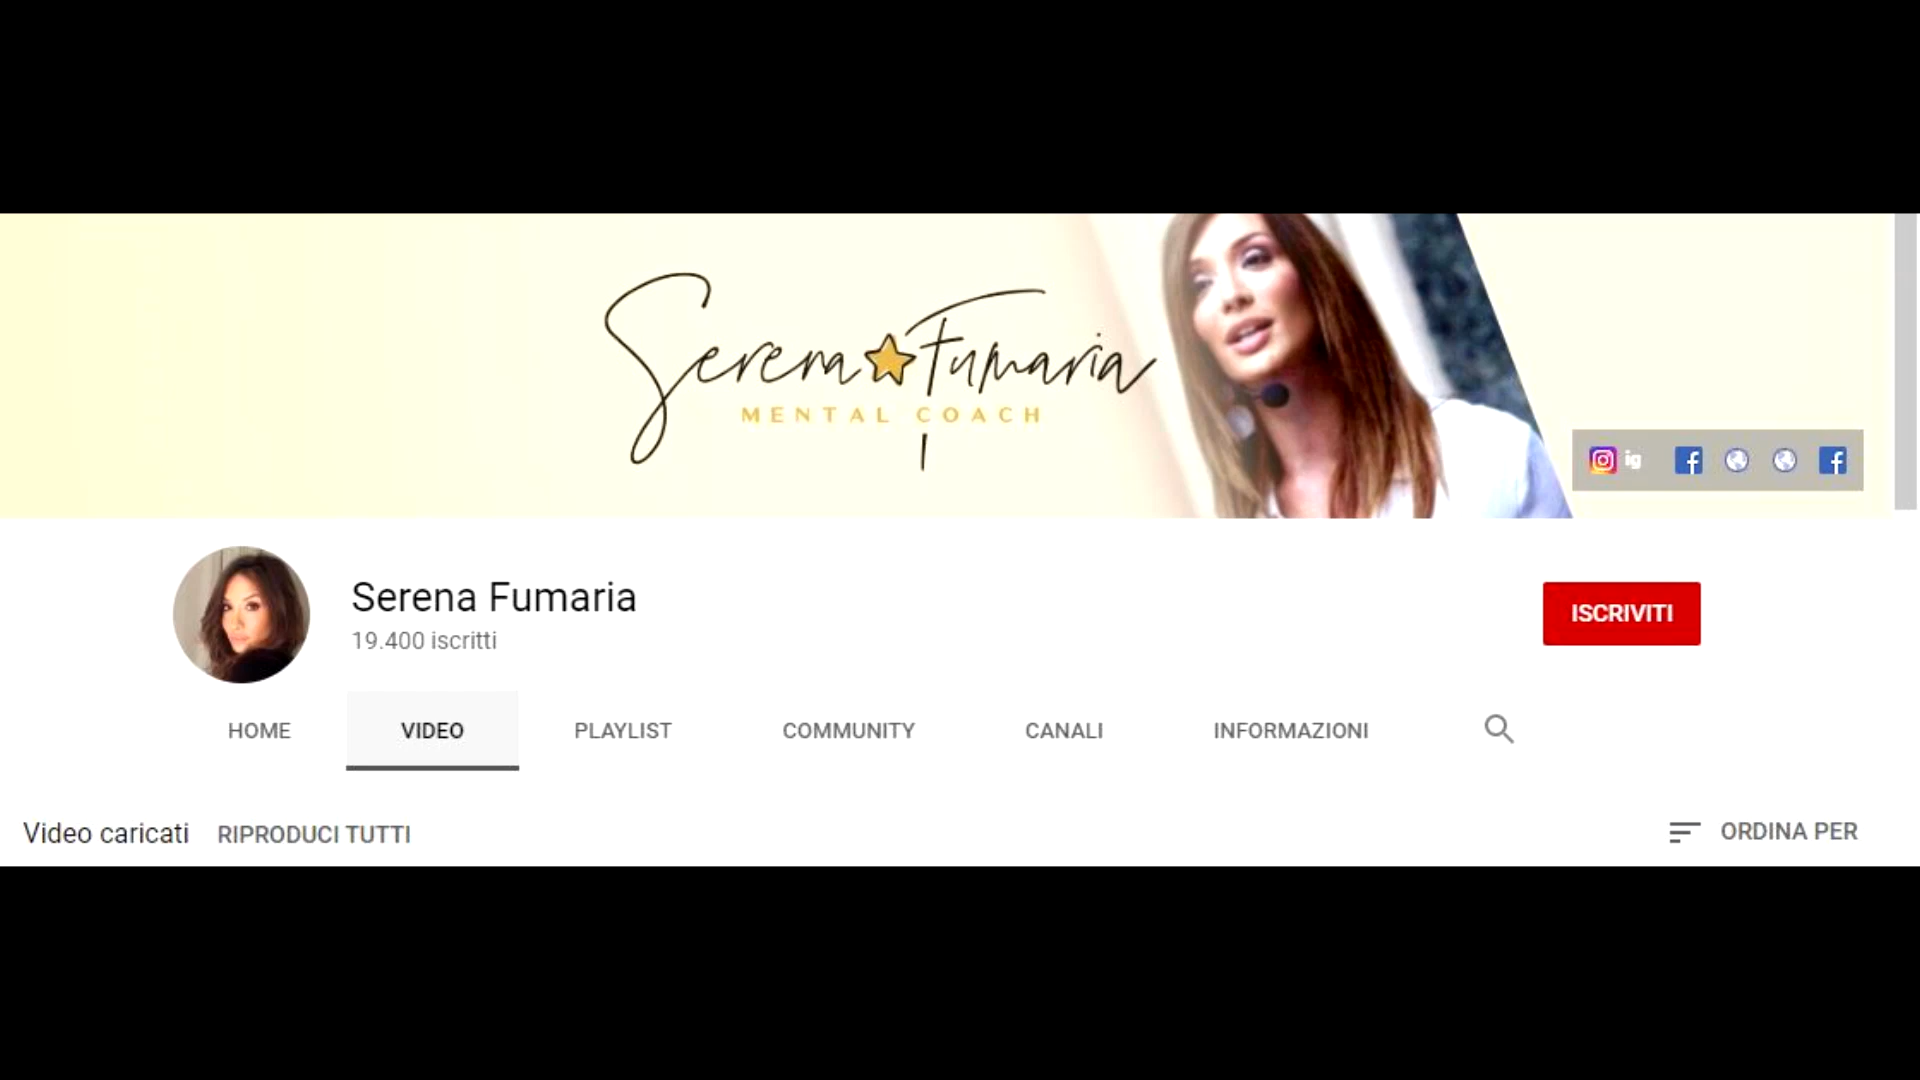 Serena Fumaria
MENTAL COACH
ig
Serena Fumaria
19.400 iscritti
ISCRIVITI
HOME VIDEO PLAYLIST COMMUNITY CANALI INFORMAZIONI
Video caricati RIPRODUCI TUTTI ORDINA PER